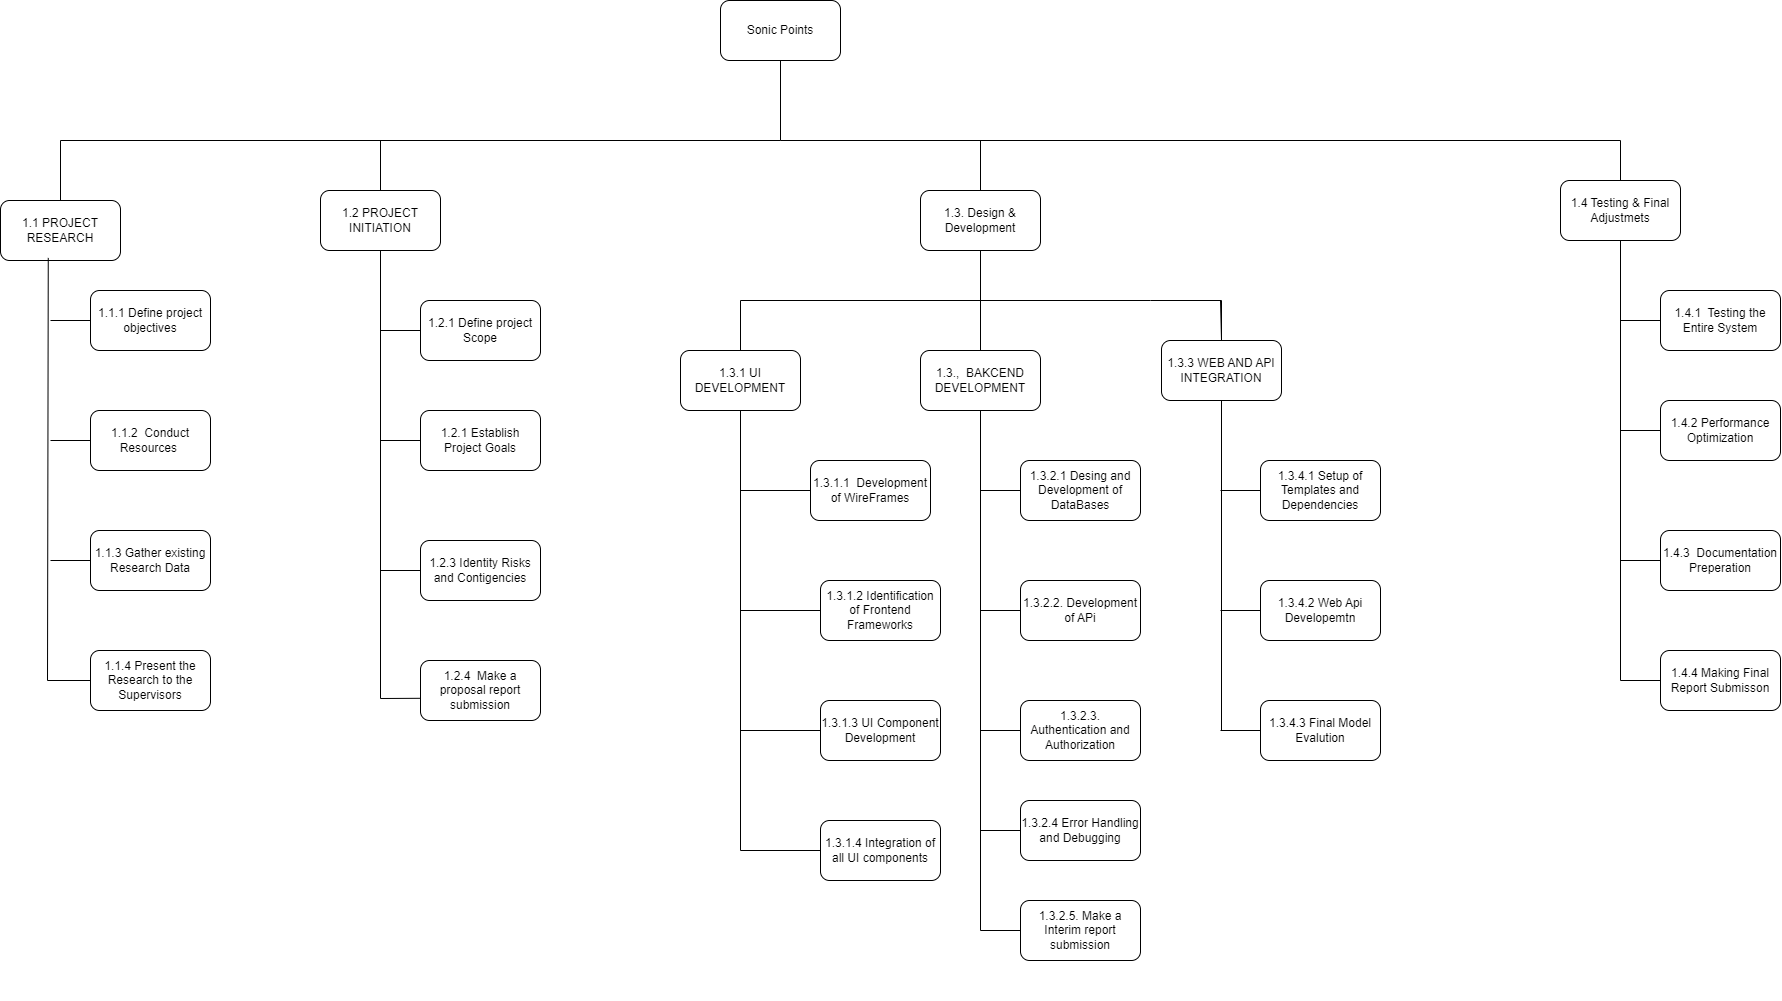 Sonic Points
1.1 PROJECT
RESEARCH
1.1.1 Define project
objectives
1.1.2  Conduct
Resources
1.1.3 Gather existing
Research Data
1.1.4 Present the
Research to the
Supervisors
1.2 PROJECT
INITIATION
1.2.1 Define project
Scope
1.2.1 Establish
Project Goals
1.2.3 Identity Risks
and Contigencies
1.2.4  Make a
proposal report
submission
1.3. Design &
Development
1.3.1 UI
DEVELOPMENT
1.3.1.1  Development
of WireFrames
1.3.1.2 Identification
of Frontend
Frameworks
1.3.1.3 UI Component
Development
1.3.1.4 Integration of
all UI components
1.3.,  BAKCEND
DEVELOPMENT
1.3.2.1 Desing and
Development of
DataBases
1.3.2.2. Development
of APi
1.3.2.3.
Authentication and
Authorization
1.3.2.4 Error Handling
and Debugging
1.3.2.5. Make a
Interim report
submission
1.3.3 WEB AND API
INTEGRATION
1.3.4.1 Setup of
Templates and
Dependencies
1.3.4.2 Web Api
Developemtn
1.3.4.3 Final Model
Evalution
1.4 Testing & Final
Adjustmets
1.4.1  Testing the
Entire System
1.4.2 Performance
Optimization
1.4.3  Documentation
Preperation
1.4.4 Making Final
Report Submisson